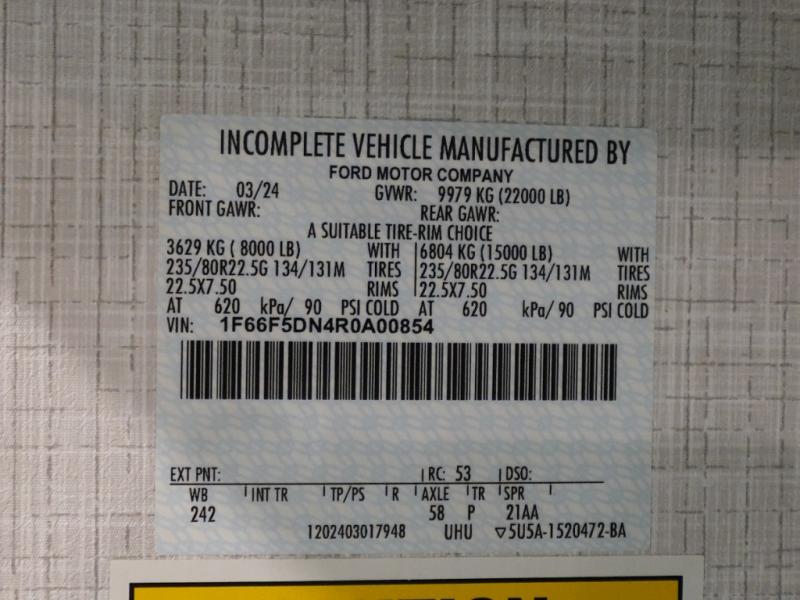 INCOMPLETE VEHICLE MANUFACTURED BY
FORD MOTOR COMPANY
DATE: 03/24 GVWR: 9979 KG (22000 LB)
FRONT GAWR: REAR GAWR:
A SUITABLE TIRE-RIM CHOICE
3629 KG ( 8000 LB) WITH 6804 KG (15000 LB) WITH
235/80R22.5G 134/131M TIRES 235/80R22.5G 134/131M TIRES
22.5X7.50 RIMS 22.5X7.50 RIMS
AT 620 kPa/ 90 PSI COLD AT 620 kPa/ 90 PSI COLD
VIN: 1F66F5DN4R0A00854
EXT PNT: RC: 53 DSO:
WB INT TR TP/PS R AXLE TR SPR
242 58 P 21AA
1202403017948 UHU ▽5U5A-1520472-BA